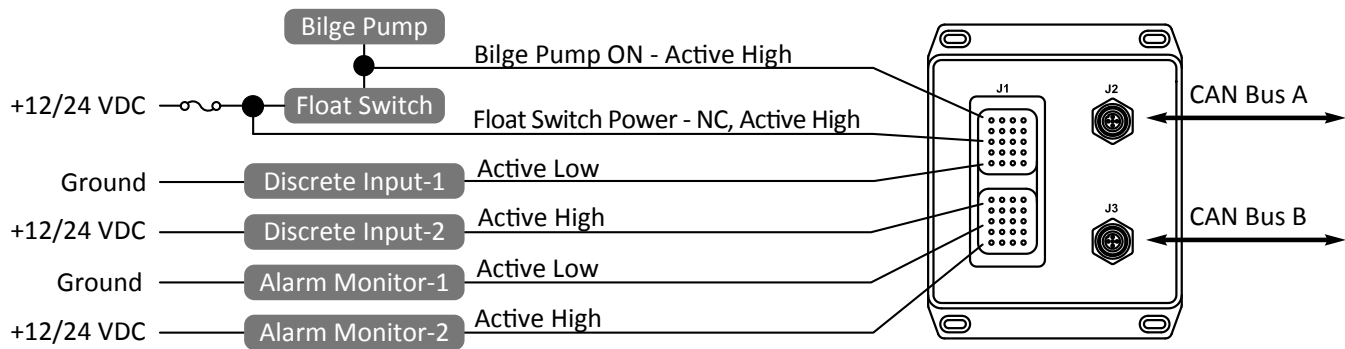 Bilge Pump
Bilge Pump ON - Active High
+12/24 VDC
Float Switch
Float Switch Power - NC, Active High
Ground
Discrete Input-1
Active Low
+12/24 VDC
Discrete Input-2
Active High
Ground
Alarm Monitor-1
Active Low
+12/24 VDC
Alarm Monitor-2
Active High
J1
J2
CAN Bus A
J3
CAN Bus B